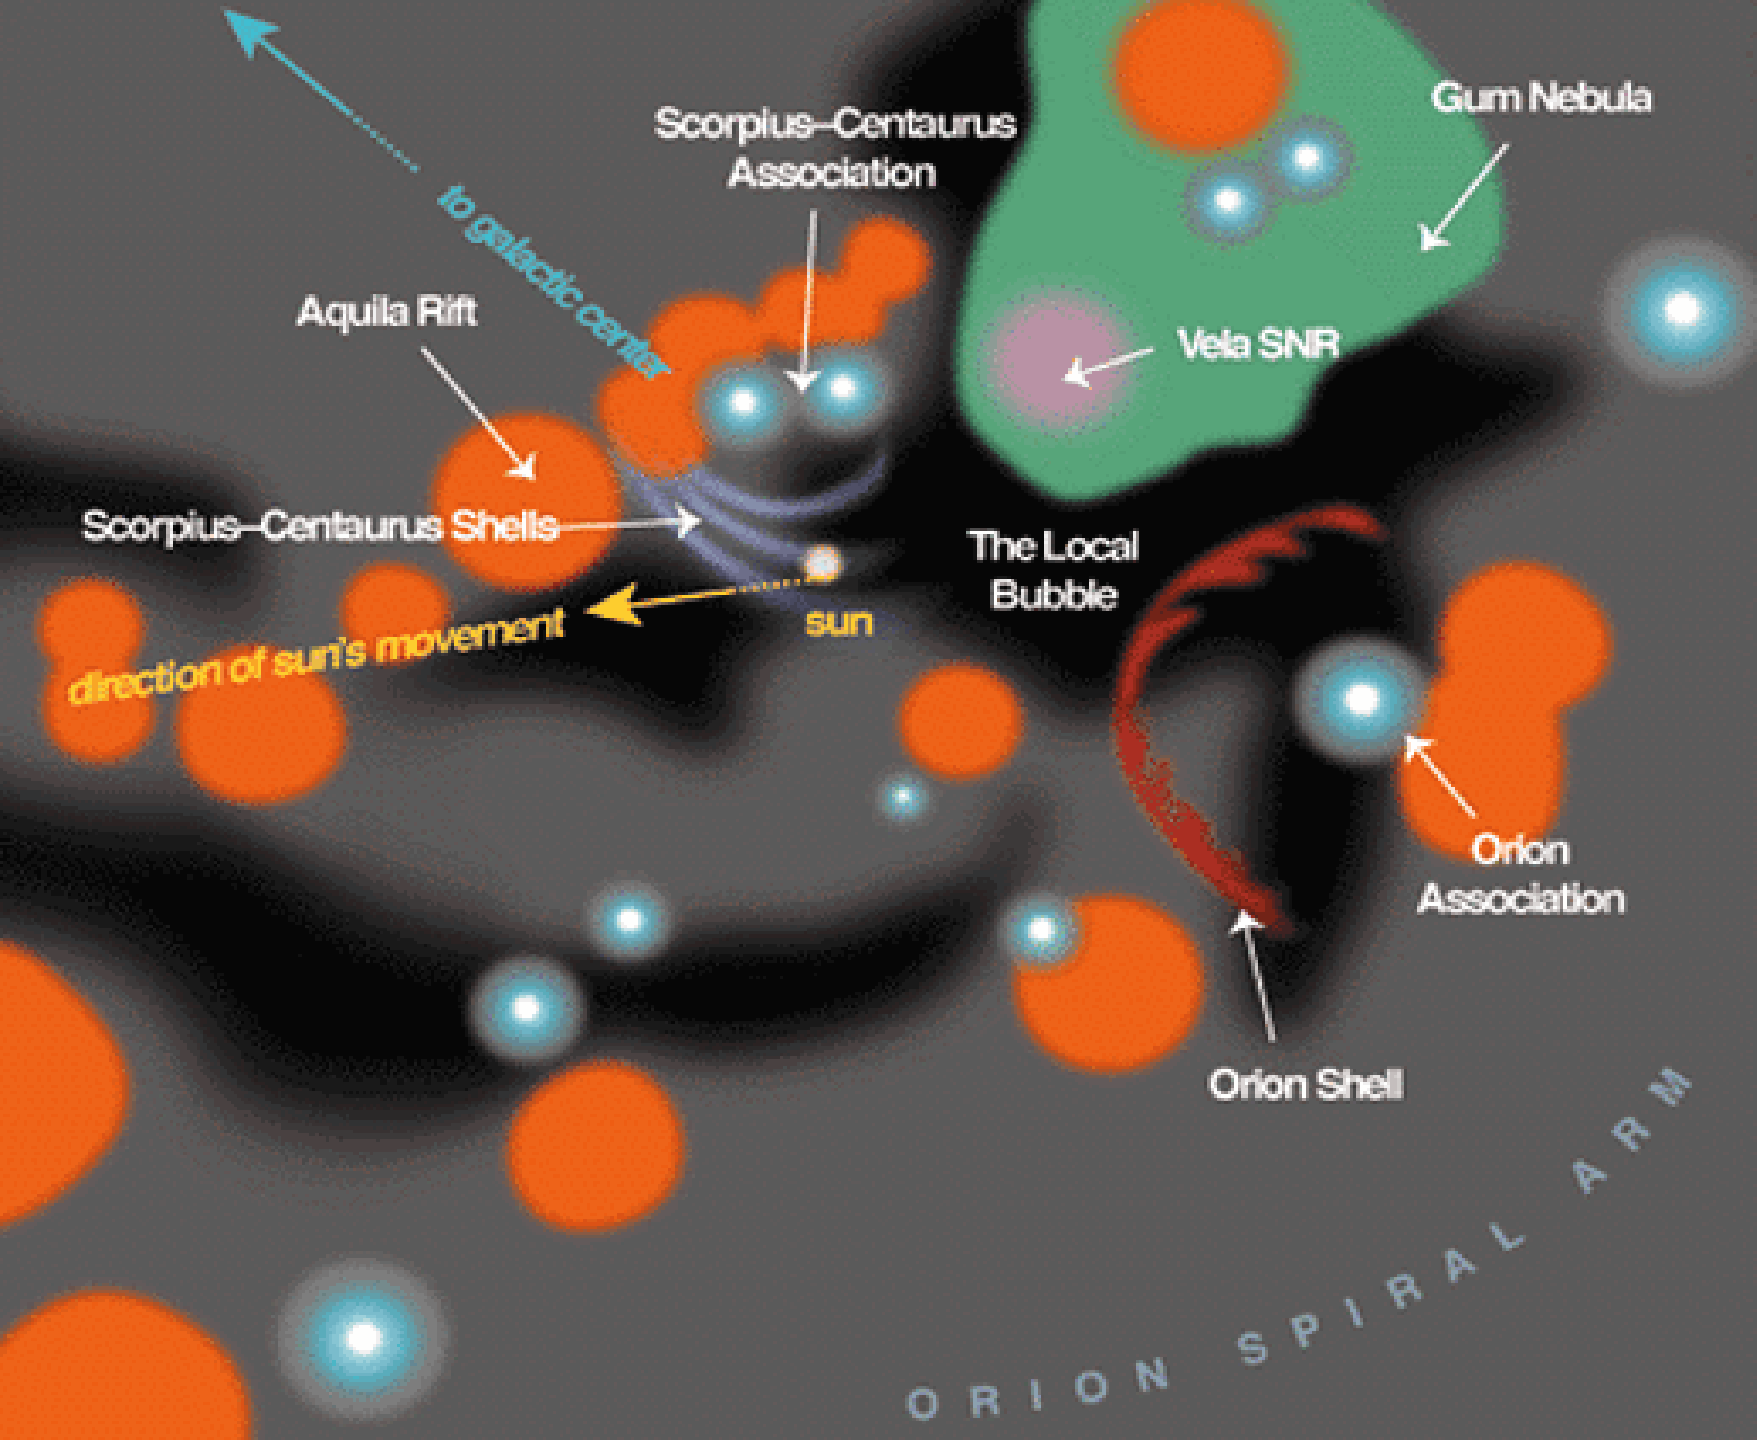 to galactic center
Scorpius–Centaurus
Association
Gum Nebula
Aquila Rift
Vela SNR
Scorpius–Centaurus Shells
The Local
Bubble
sun
direction of sun's movement
Orion
Association
Orion Shell
ORION SPIRAL ARM